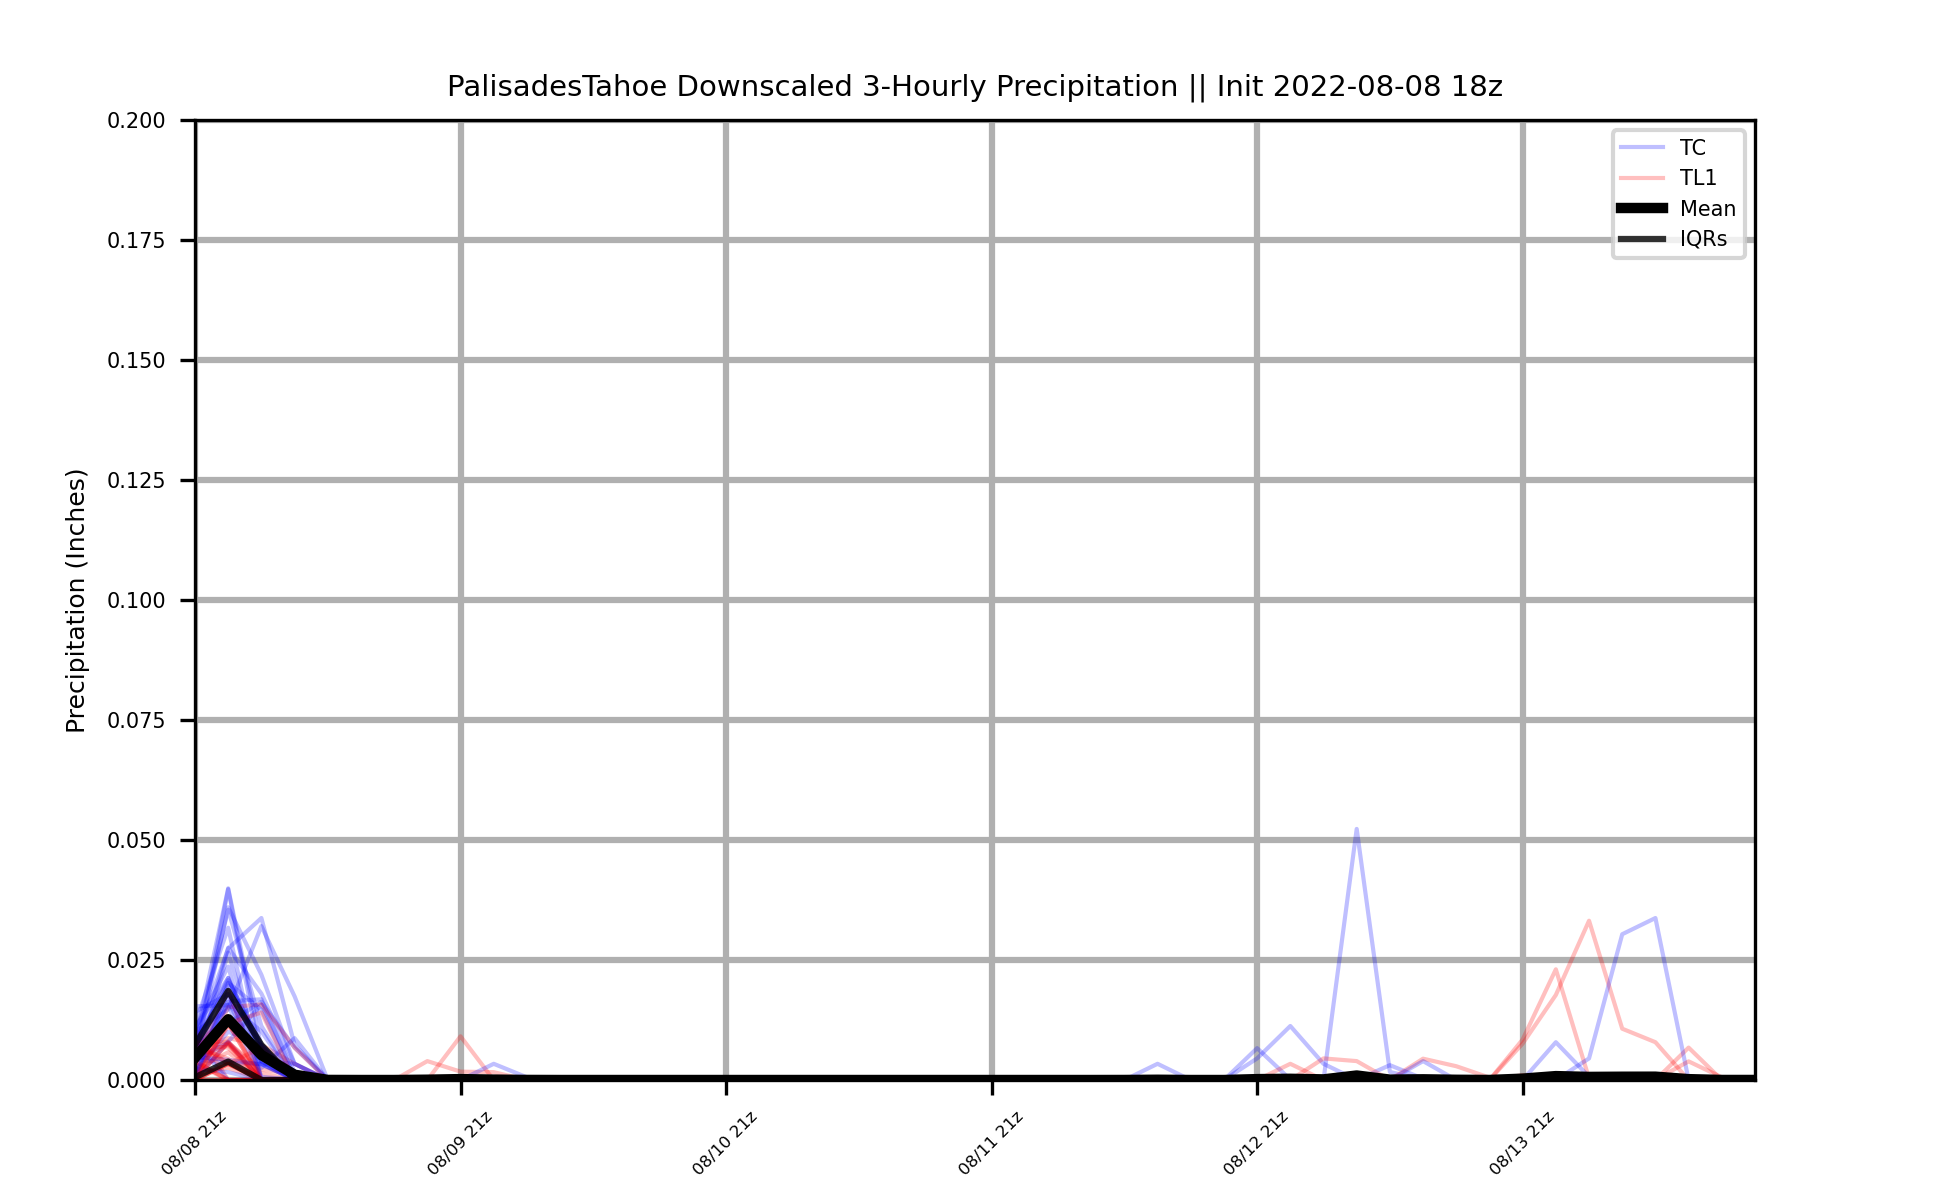 PalisadesTahoe Downscaled 3-Hourly Precipitation || Init 2022-08-08 18z
0.200
0.175
0.150
0.125
0.100
0.075
0.050
0.025
0.000
Precipitation (Inches)
TC
TL1
Mean
IQRs
08/08 21z
08/09 21z
08/10 21z
08/11 21z
08/12 21z
08/13 21z